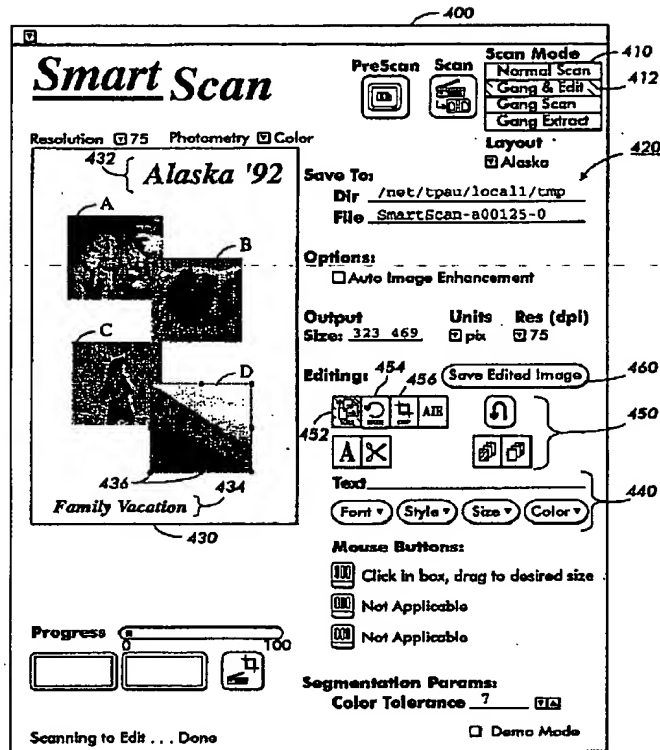 400
Smart Scan
PreScan Scan
Scan Mode
410
Normal Scan
Gang & Edit
412
Gang Scan
Gang Extract
Layout
Alaska
420
Resolution 75 Photometry Color
432
Alaska '92
A
B
C
D
436
434
Family Vacation
430
Save To:
Dir /net/tpau/local1/tmp
File SmartScan-a00125-0
Options:
Auto Image Enhancement
Output Units Res (dpi)
Size: 323 469 pix 75
454
456
Editing: Save Edited Image
460
452
AIE
450
A
Text
440
Font Style Size Color
Mouse Buttons:
Click in box, drag to desired size
Not Applicable
Not Applicable
Progress
0 100
Segmentation Params:
Color Tolerance 7
Scanning to Edit . . . Done
Demo Mode